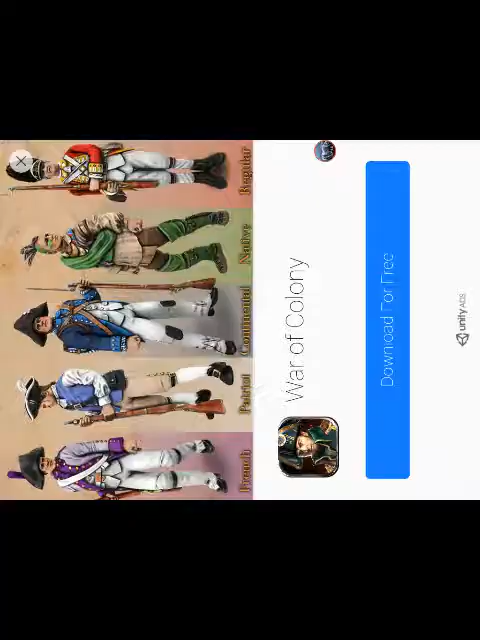 French
Patriot
Continental
Native
Regular
War of Colony
Download For Free
unity ADS